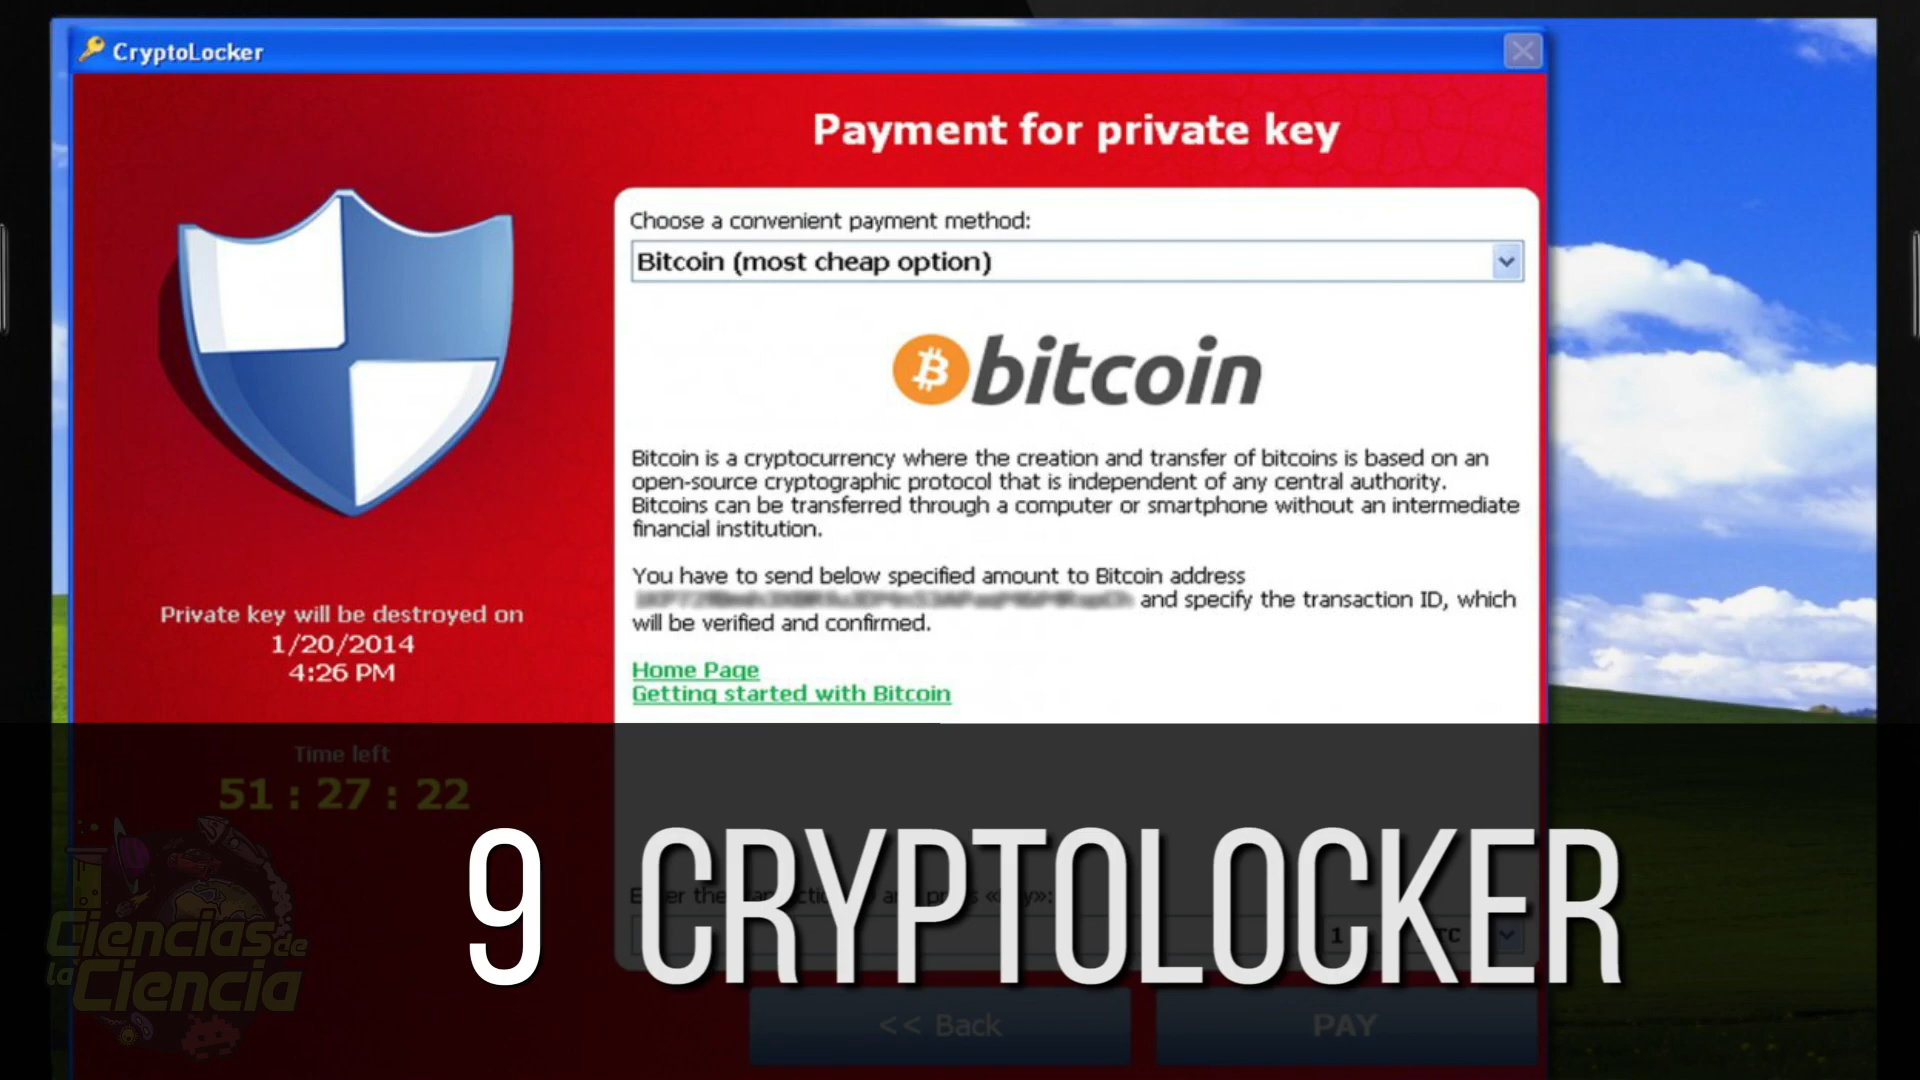 CryptoLocker
Payment for private key
Choose a convenient payment method:
Bitcoin (most cheap option)
bitcoin
Bitcoin is a cryptocurrency where the creation and transfer of bitcoins is based on an
open-source cryptographic protocol that is independent of any central authority.
Bitcoins can be transferred through a computer or smartphone without an intermediate
financial institution.
You have to send below specified amount to Bitcoin address
and specify the transaction ID, which
will be verified and confirmed.
Home Page
Getting started with Bitcoin
Private key will be destroyed on
1/20/2014
4:26 PM
Time left
51 : 27 : 22
9 CRYPTOLOCKER
Ciencias de
la Ciencia
<< Back
PAY